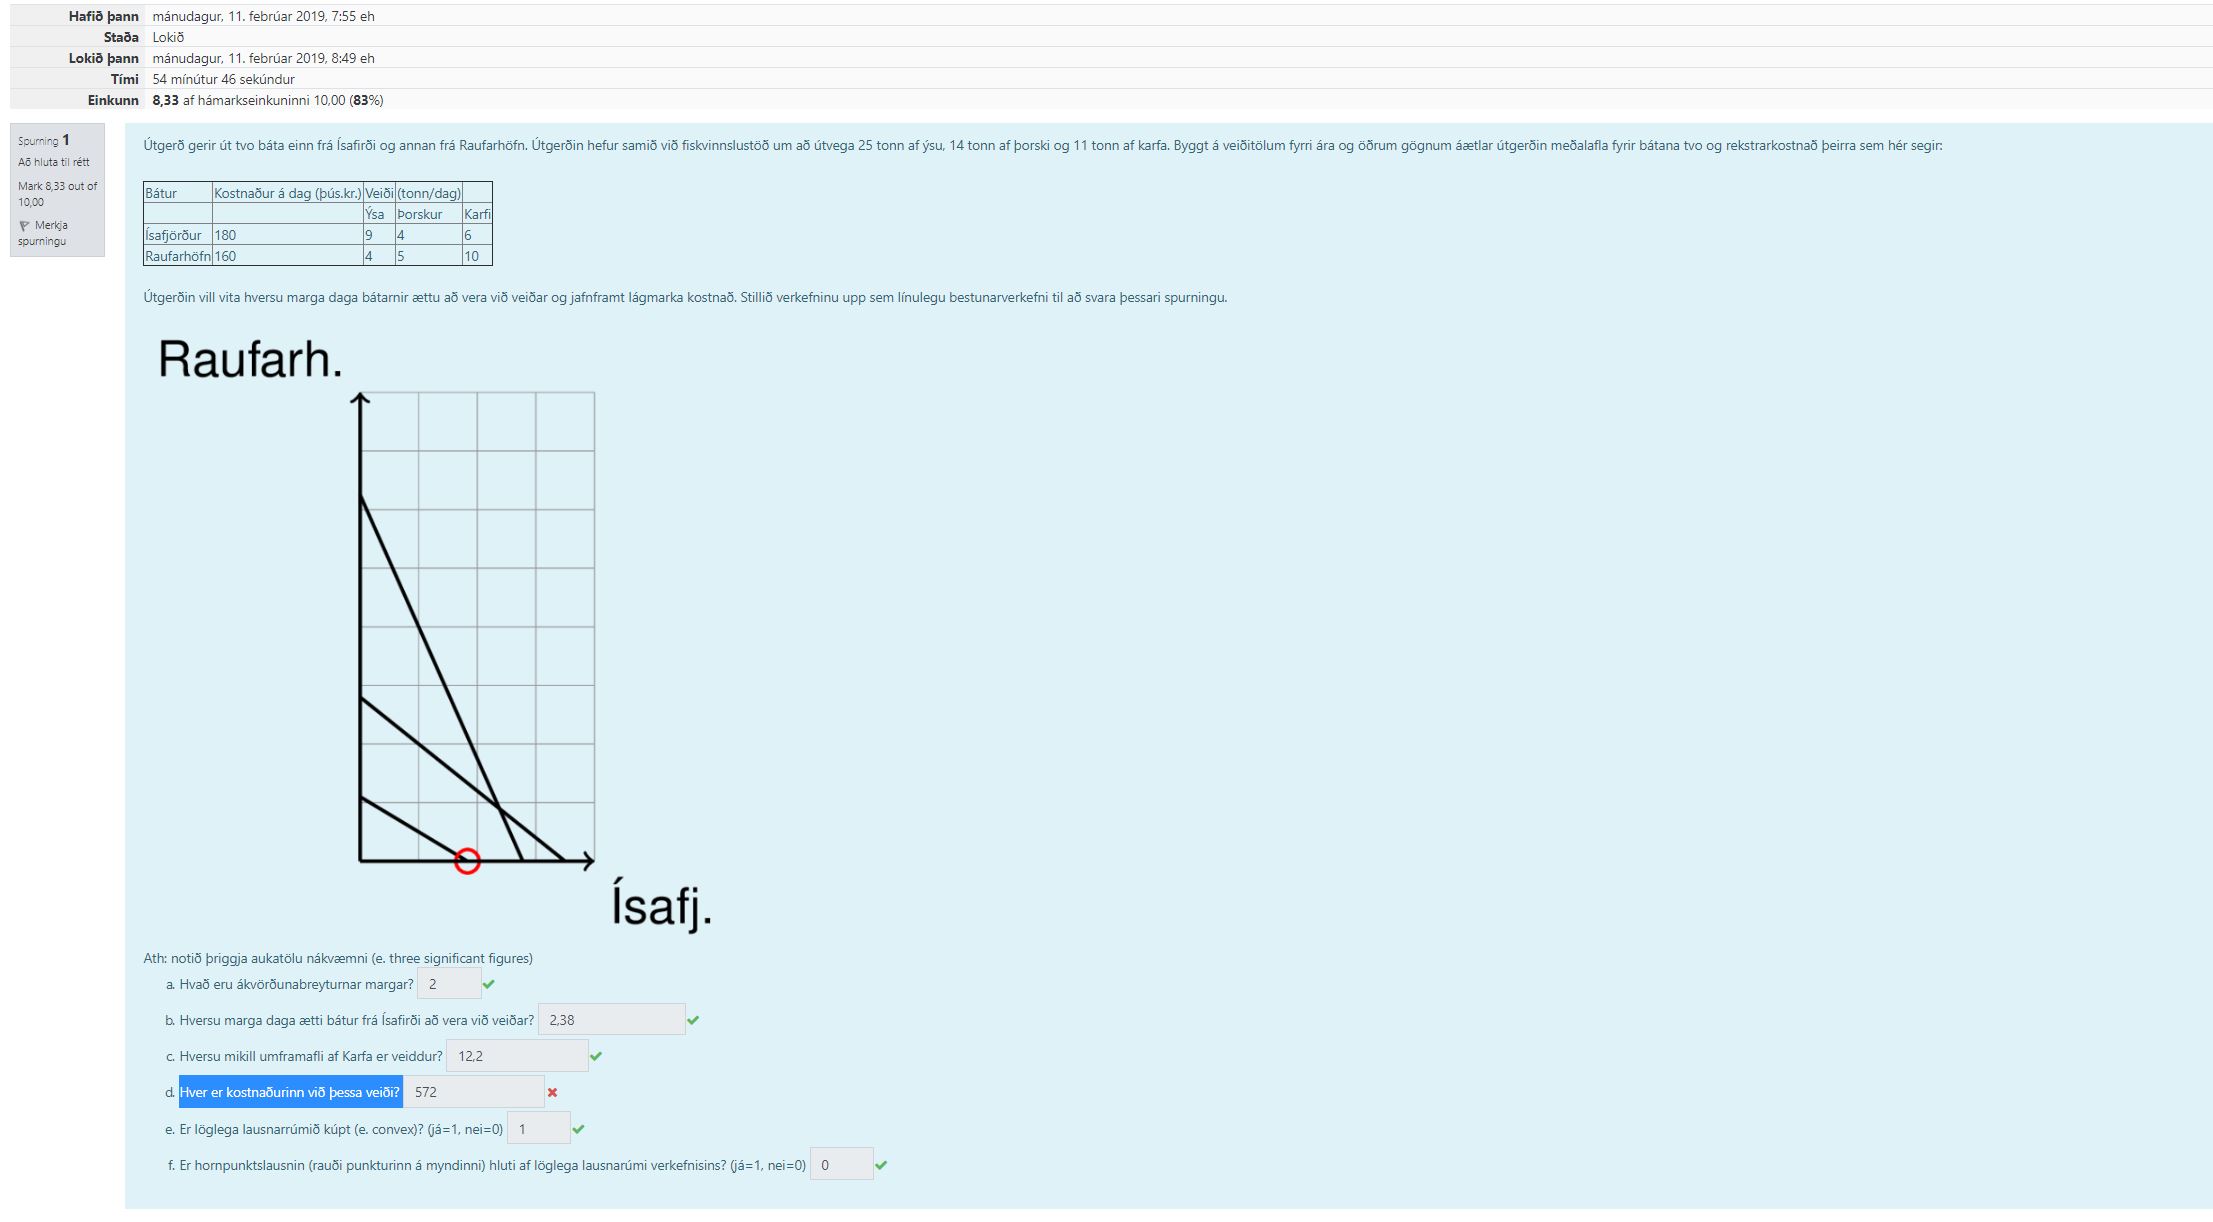 Hafið þann mánudagur, 11. febrúar 2019, 7:55 eh
Staða Lokið
Lokið þann mánudagur, 11. febrúar 2019, 8:49 eh
Tími 54 mínútur 46 sekúndur
Einkunn 8,33 af hámarkseinkuninni 10,00 (83%)
Spurning 1
Að hluta til rétt
Mark 8,33 out of
10,00
Merkja
spurningu
Útgerð gerir út tvo báta einn frá Ísafirði og annan frá Raufarhöfn. Útgerðin hefur samið við fiskvinnslustöð um að útvega 25 tonn af ýsu, 14 tonn af þorski og 11 tonn af karfa. Byggt á veiðitölum fyrri ára og öðrum gögnum áætlar útgerðin meðalafla fyrir bátana tvo og rekstrarkostnað þeirra sem hér segir:
Bátur Kostnaður á dag (þús.kr.) Veiði (tonn/dag)
Ýsa Þorskur Karfi
Ísafjörður 180 9 4 6
Raufarhöfn 160 4 5 10
Útgerðin vill vita hversu marga daga bátarnir ættu að vera við veiðar og jafnframt lágmarka kostnað. Stillið verkefninu upp sem línulegu bestunarverkefni til að svara þessari spurningu.
Raufarh.
Ísafj.
Ath: notið þriggja aukatölu nákvæmni (e. three significant figures)
a. Hvað eru ákvörðunabreyturnar margar? 2
b. Hversu marga daga ætti bátur frá Ísafirði að vera við veiðar? 2,38
c. Hversu mikill umframafli af Karfa er veiddur? 12,2
d. Hver er kostnaðurinn við þessa veiði? 572
e. Er löglega lausnarrúmið kúpt (e. convex)? (já=1, nei=0) 1
f. Er hornpunktslausnin (rauði punkturinn á myndinni) hluti af löglega lausnarúmi verkefnisins? (já=1, nei=0) 0